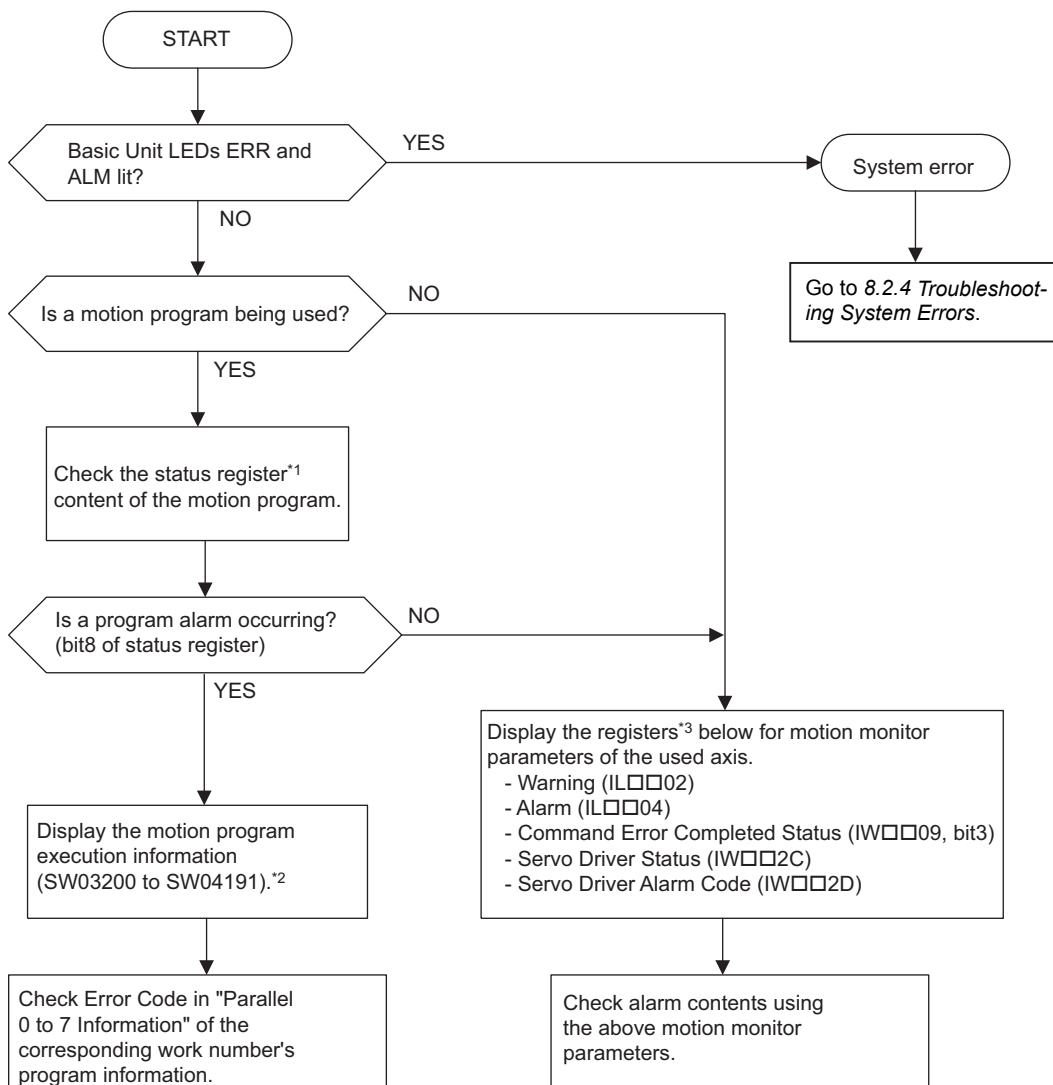 START
Basic Unit LEDs ERR and
ALM lit?
YES
System error
NO
Go to 8.2.4 Troubleshoot-
ing System Errors.
Is a motion program being used?
NO
YES
Check the status register*1
content of the motion program.
Is a program alarm occurring?
(bit8 of status register)
NO
YES
Display the registers*3 below for motion monitor
parameters of the used axis.
- Warning (IL□□02)
- Alarm (IL□□04)
- Command Error Completed Status (IW□□09, bit3)
- Servo Driver Status (IW□□2C)
- Servo Driver Alarm Code (IW□□2D)
Display the motion program
execution information
(SW03200 to SW04191).*2
Check Error Code in "Parallel
0 to 7 Information" of the
corresponding work number's
program information.
Check alarm contents using
the above motion monitor
parameters.